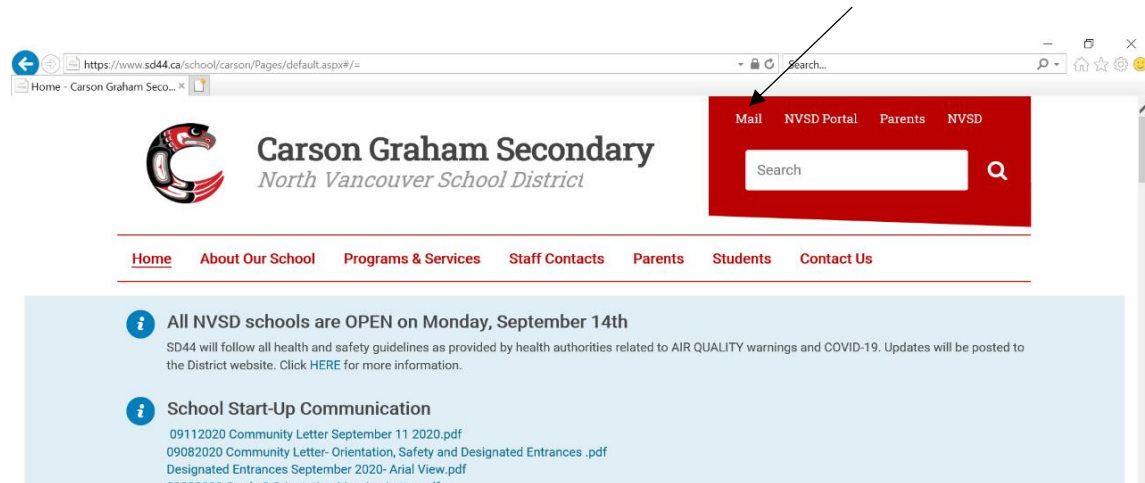 https://www.sd44.ca/school/carson/Pages/default.aspx#/=
Search...
Home - Carson Graham Seco...
Mail NVSD Portal Parents NVSD
Carson Graham Secondary
North Vancouver School District
Search
Home About Our School Programs & Services Staff Contacts Parents Students Contact Us
All NVSD schools are OPEN on Monday, September 14th
SD44 will follow all health and safety guidelines as provided by health authorities related to AIR QUALITY warnings and COVID-19. Updates will be posted to
the District website. Click HERE for more information.
School Start-Up Communication
09112020 Community Letter September 11 2020.pdf
09082020 Community Letter- Orientation, Safety and Designated Entrances .pdf
Designated Entrances September 2020- Arial View.pdf